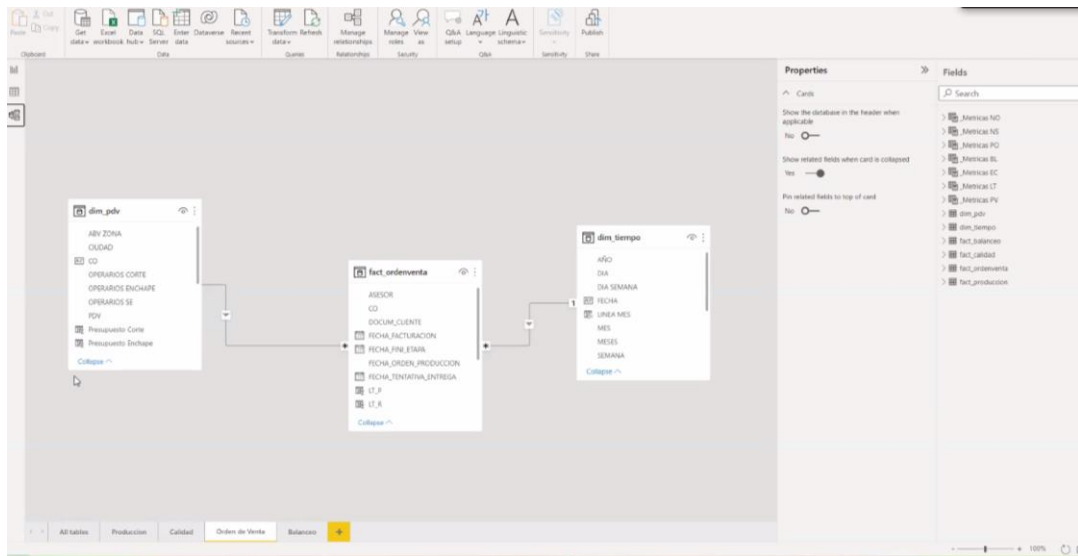 Cut
Paste
Copy
Get data
Excel workbook
Data hub
SQL Server
Enter data
Dataverse
Recent sources
Transform data
Refresh
Manage relationships
Manage roles
View as
Q&A setup
Language
Linguistic schema
Sensitivity
Publish
Clipboard
Data
Queries
Relationships
Security
Q&A
Sensitivity
Share
dim_pdv
ABV ZONA
CIUDAD
CO
OPERARIOS CORTE
OPERARIOS ENCHAPE
OPERARIOS SE
PDV
Presupuesto Corte
Presupuesto Enchape
Collapse
fact_ordenventa
ASESOR
CO
DOCUM_CLIENTE
FECHA_FACTURACION
FECHA_FINI_ETAPA
FECHA_ORDEN_PRODUCCION
FECHA_TENTATIVA_ENTREGA
LT_P
LT_R
Collapse
1
dim_tiempo
AÑO
DIA
DIA SEMANA
FECHA
LINEA MES
MES
MESES
SEMANA
Collapse
Properties
Cards
Show the database in the header when
applicable
No
Show related fields when card is collapsed
Yes
Pin related fields to top of card
No
Fields
Search
_Metricas NO
_Metricas NS
_Metricas PO
_Metricas BL
_Metricas EC
_Metricas LT
_Metricas PV
dim_pdv
dim_tiempo
fact_balanceo
fact_calidad
fact_ordenventa
fact_produccion
All tables
Produccion
Calidad
Orden de Venta
Balanceo
+
- + 100%